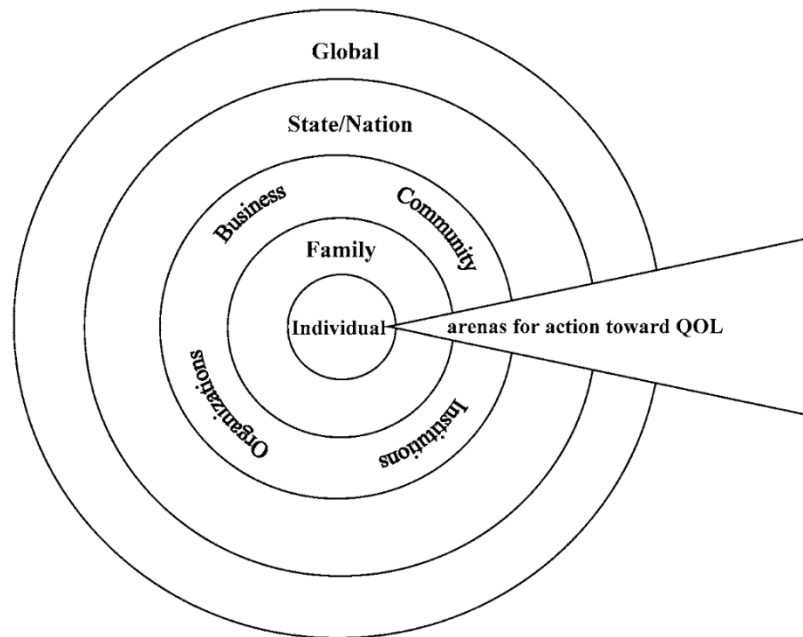 Global
State/Nation
Business
Community
Family
Individual
arenas for action toward QOL
Organizations
Institutions